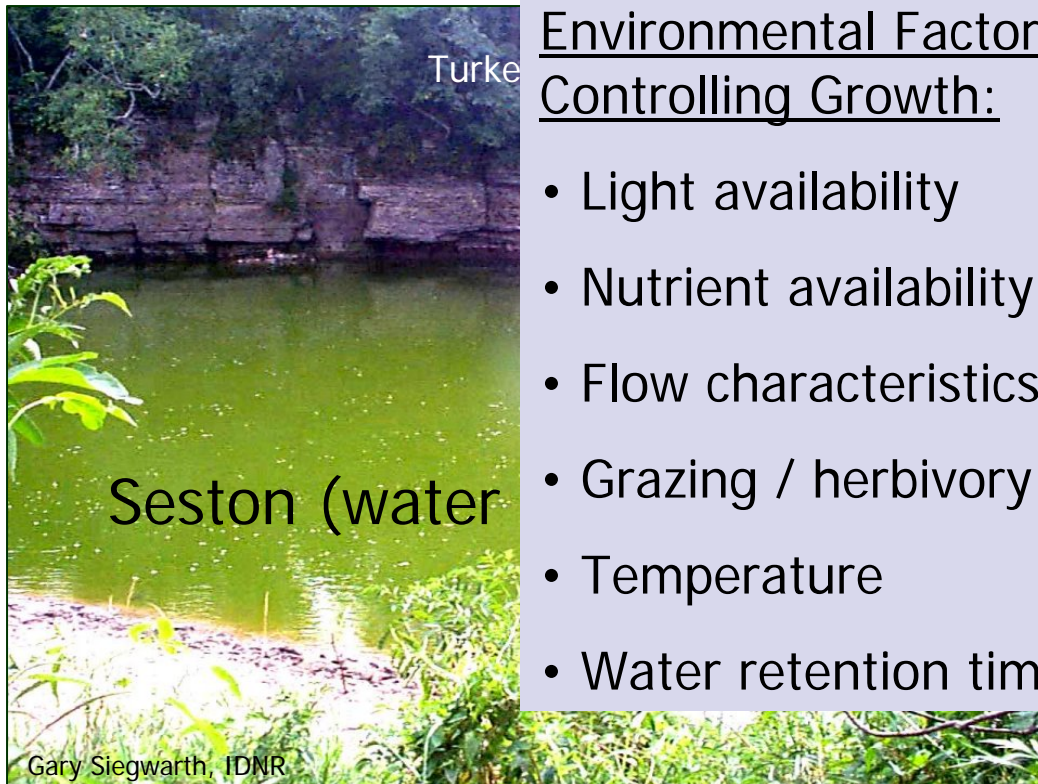 Turke
Environmental Factor
Controlling Growth:
• Light availability
• Nutrient availability
• Flow characteristics
• Grazing / herbivory
• Temperature
• Water retention tim
Seston (water
Gary Siegwarth, IDNR